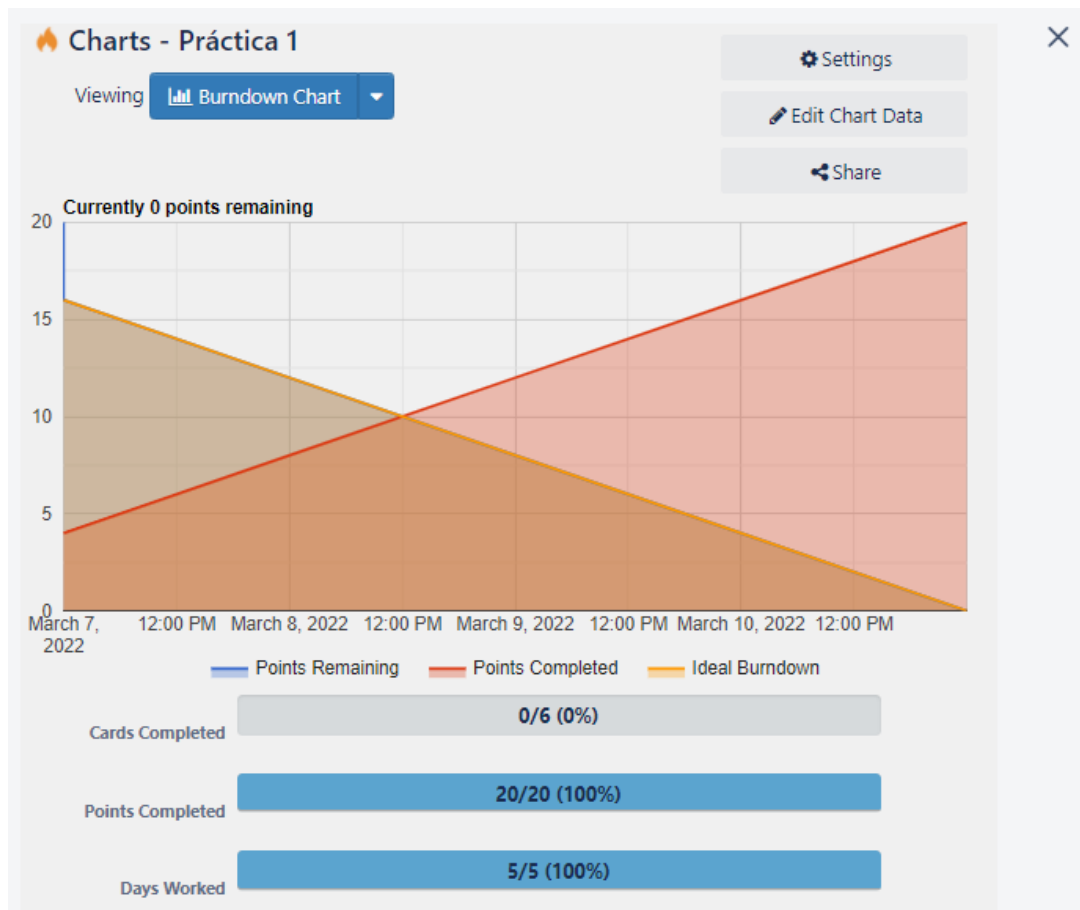 Charts - Práctica 1
Settings
Viewing Burndown Chart
Edit Chart Data
Share
Currently 0 points remaining
20
15
10
5
0
March 7, 2022
12:00 PM
March 8, 2022
12:00 PM
March 9, 2022
12:00 PM
March 10, 2022
12:00 PM
Points Remaining
Points Completed
Ideal Burndown
Cards Completed
0/6 (0%)
Points Completed
20/20 (100%)
Days Worked
5/5 (100%)